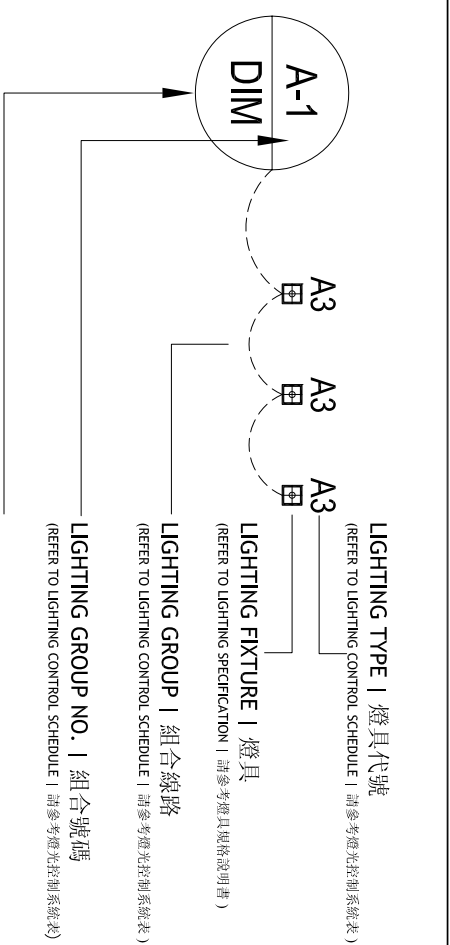 A-1
DIM
A3
A3
A3
LIGHTING TYPE | 燈具代號
(REFER TO LIGHTING CONTROL SCHEDULE | 請參考燈光控制系統表 )
LIGHTING FIXTURE | 燈具
(REFER TO LIGHTING SPECIFICATION | 請參考燈具規格說明書 )
LIGHTING GROUP | 組合線路
(REFER TO LIGHTING CONTROL SCHEDULE | 請參考燈光控制系統表 )
LIGHTING GROUP NO. | 組合號碼
(REFER TO LIGHTING CONTROL SCHEDULE | 請參考燈光控制系統表)